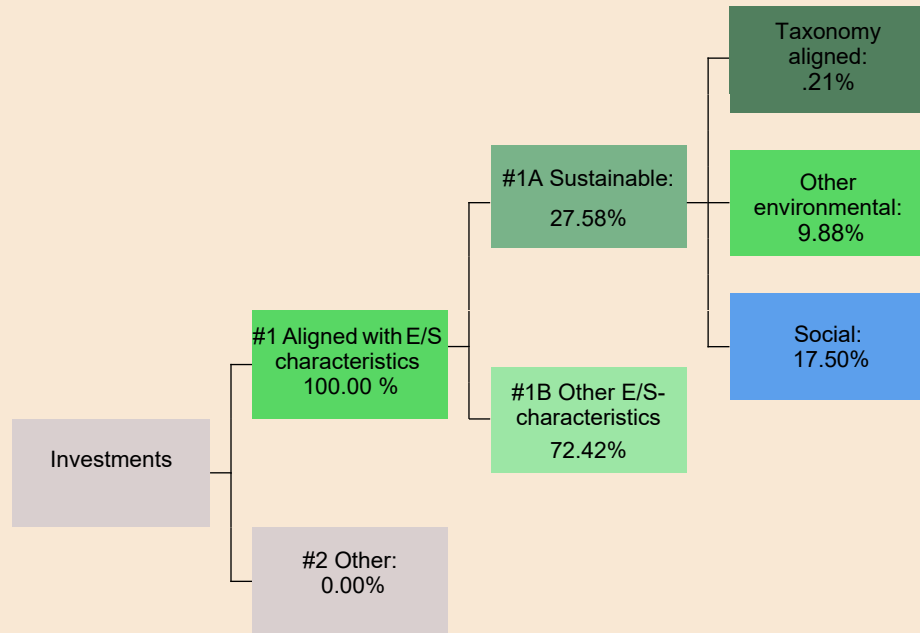 Taxonomy
aligned:
.21%
#1A Sustainable:
27.58%
Other
environmental:
9.88%
#1 Aligned with E/S
characteristics
100.00 %
Social:
17.50%
#1B Other E/S-
characteristics
72.42%
Investments
#2 Other:
0.00%